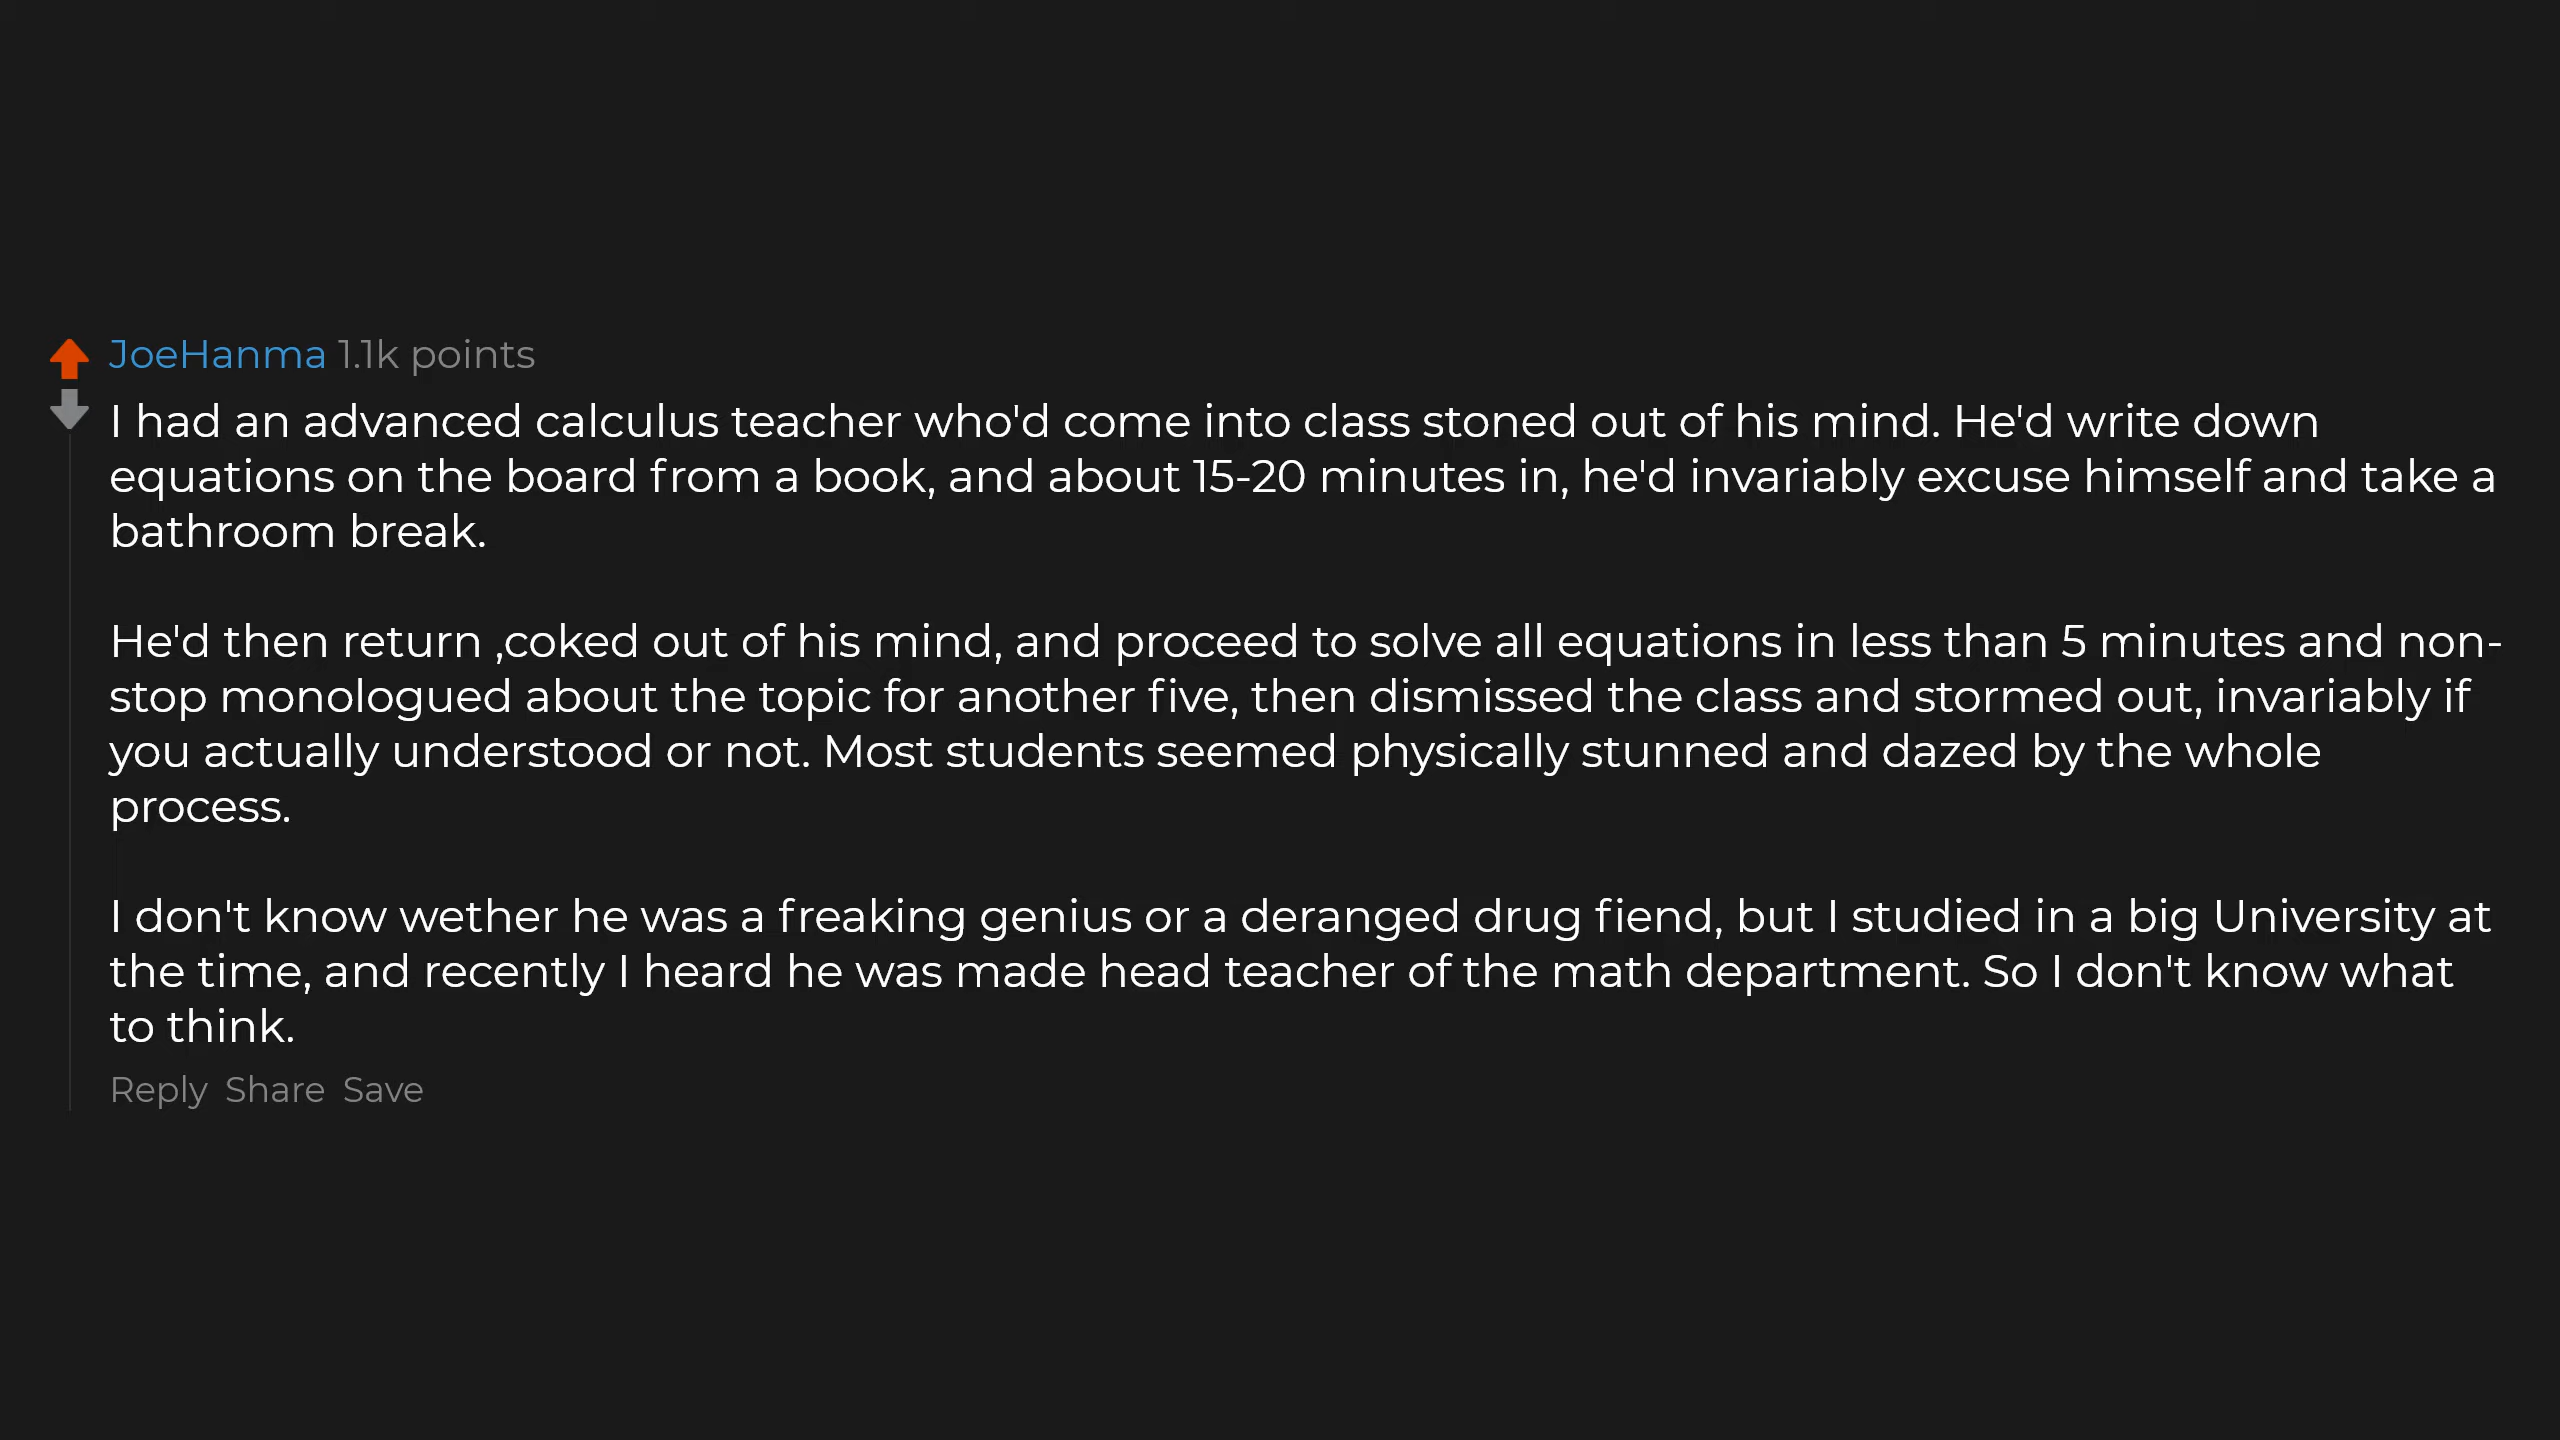 JoeHanma 1.1k points
I had an advanced calculus teacher who'd come into class stoned out of his mind. He'd write down
equations on the board from a book, and about 15-20 minutes in, he'd invariably excuse himself and take a
bathroom break.
He'd then return ,coked out of his mind, and proceed to solve all equations in less than 5 minutes and non-
stop monologued about the topic for another five, then dismissed the class and stormed out, invariably if
you actually understood or not. Most students seemed physically stunned and dazed by the whole
process.
I don't know wether he was a freaking genius or a deranged drug fiend, but I studied in a big University at
the time, and recently I heard he was made head teacher of the math department. So I don't know what
to think.
Reply Share Save